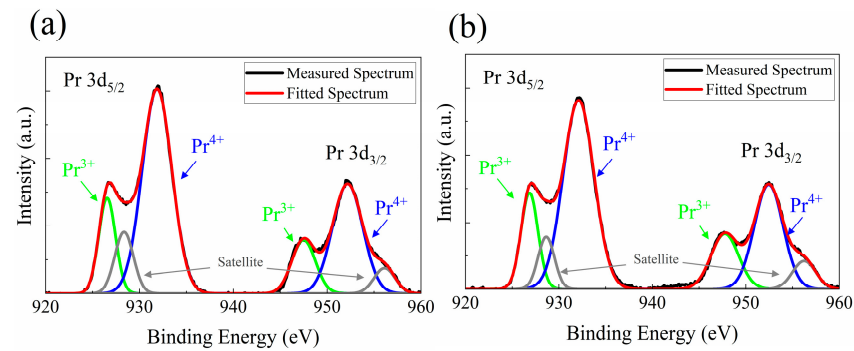 (a)
Pr 3d5/2
Measured Spectrum
Fitted Spectrum
Pr3+
Pr4+
Pr 3d3/2
Pr3+
Pr4+
Satellite
Intensity (a.u.)
920 930 940 950 960
Binding Energy (eV)
(b)
Pr 3d5/2
Measured Spectrum
Fitted Spectrum
Pr3+
Pr4+
Pr 3d3/2
Pr3+
Pr4+
Satellite
Intensity (a.u.)
920 930 940 950 960
Binding Energy (eV)